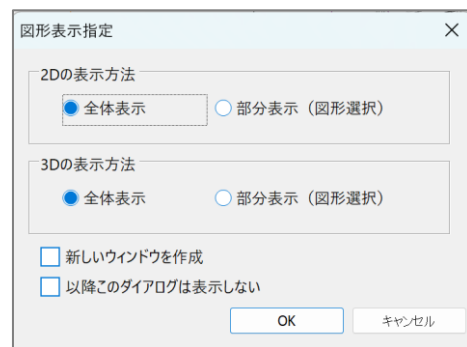 図形表示指定
2Dの表示方法
全体表示 部分表示（図形選択）
3Dの表示方法
全体表示 部分表示（図形選択）
新しいウィンドウを作成
以降このダイアログは表示しない
OK キャンセル